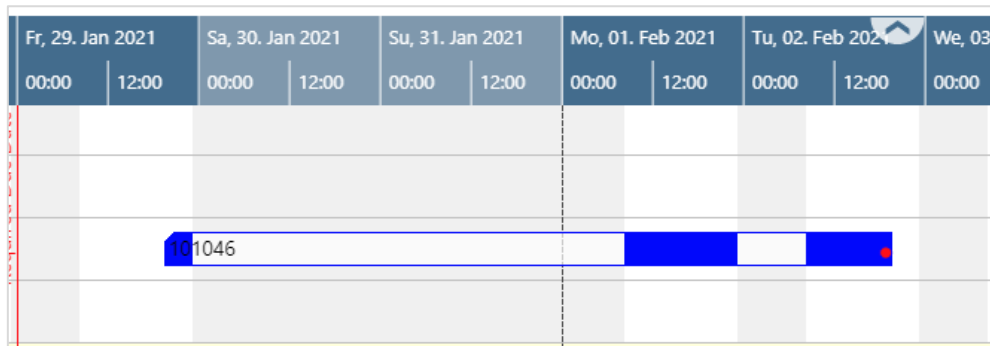 Fr, 29. Jan 2021 Sa, 30. Jan 2021 Su, 31. Jan 2021 Mo, 01. Feb 2021 Tu, 02. Feb 2021 We, 03
00:00 12:00 00:00 12:00 00:00 12:00 00:00 12:00 00:00 12:00 00:00
101046